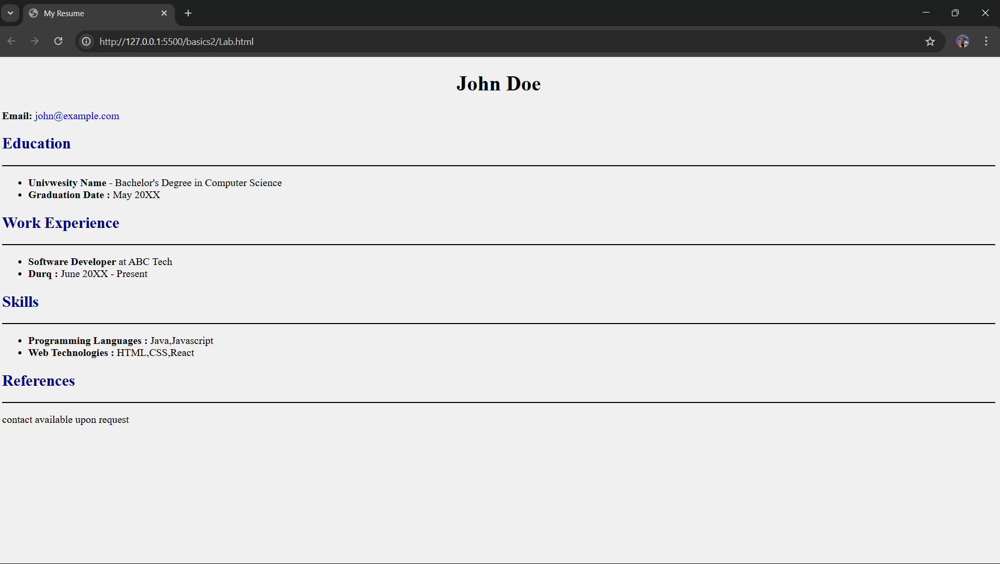 My Resume
http://127.0.0.1:5500/basics2/Lab.html
John Doe
Email: john@example.com
Education
Univwesity Name - Bachelor's Degree in Computer Science
Graduation Date : May 20XX
Work Experience
Software Developer at ABC Tech
Durq : June 20XX - Present
Skills
Programming Languages : Java,Javascript
Web Technologies : HTML,CSS,React
References
contact available upon request